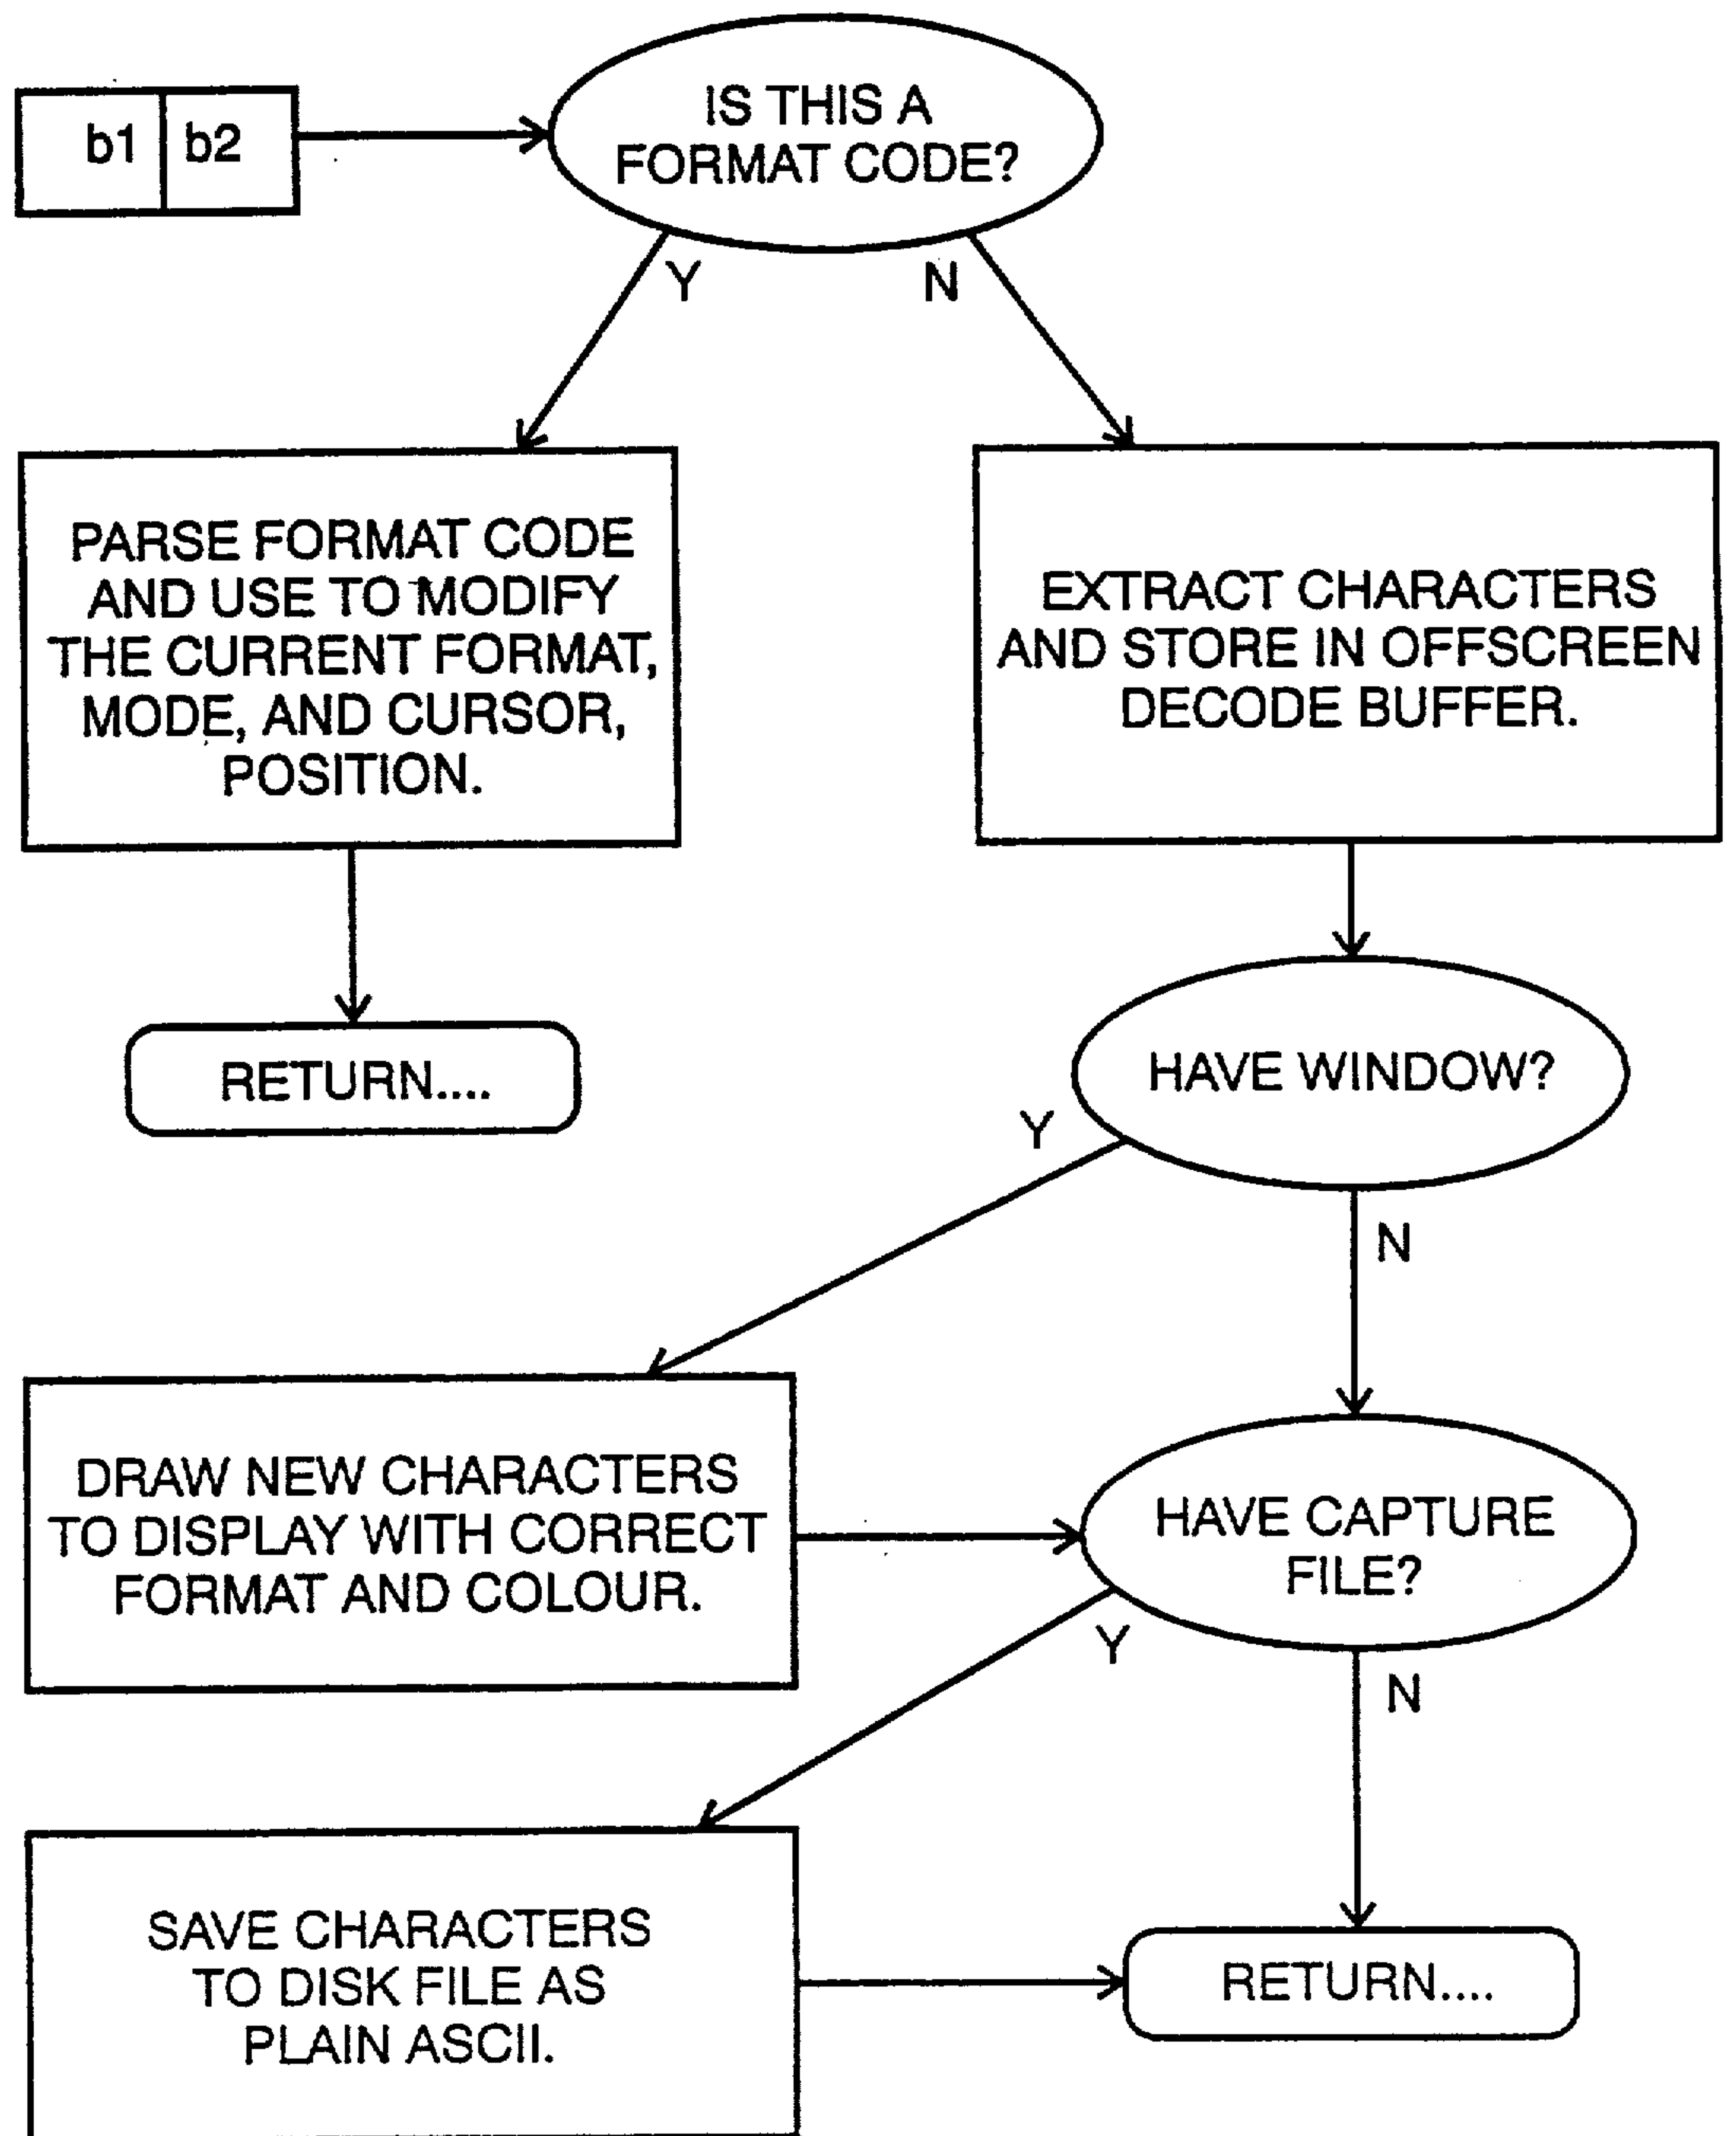 b1 b2
IS THIS A
FORMAT CODE?
Y
N
PARSE FORMAT CODE
AND USE TO MODIFY
THE CURRENT FORMAT,
MODE, AND CURSOR,
POSITION.
EXTRACT CHARACTERS
AND STORE IN OFFSCREEN
DECODE BUFFER.
RETURN....
HAVE WINDOW?
Y
N
DRAW NEW CHARACTERS
TO DISPLAY WITH CORRECT
FORMAT AND COLOUR.
HAVE CAPTURE
FILE?
Y
N
SAVE CHARACTERS
TO DISK FILE AS
PLAIN ASCII.
RETURN....